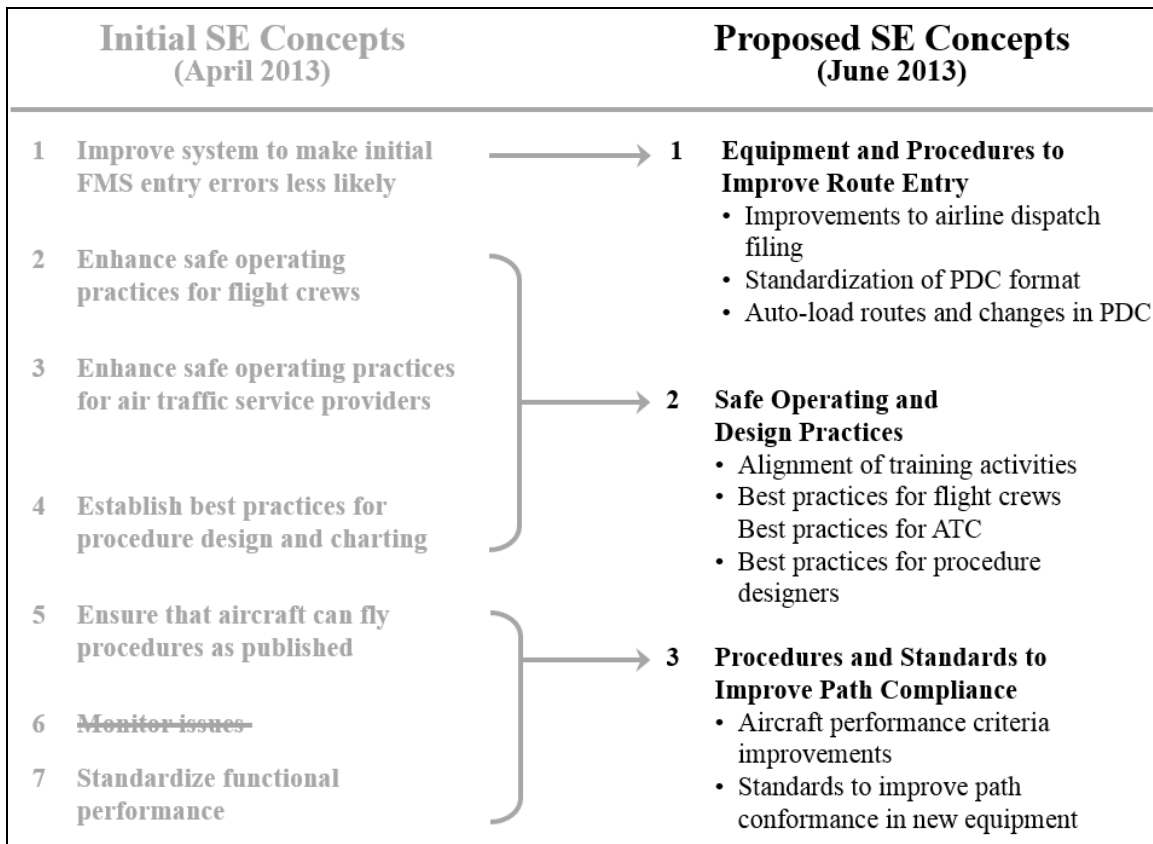 Initial SE Concepts
(April 2013)
1 Improve system to make initial
FMS entry errors less likely
2 Enhance safe operating
practices for flight crews
3 Enhance safe operating practices
for air traffic service providers
4 Establish best practices for
procedure design and charting
5 Ensure that aircraft can fly
procedures as published
6 Monitor issues
7 Standardize functional
performance
Proposed SE Concepts
(June 2013)
1 Equipment and Procedures to
Improve Route Entry
• Improvements to airline dispatch
filing
• Standardization of PDC format
• Auto-load routes and changes in PDC
2 Safe Operating and
Design Practices
• Alignment of training activities
• Best practices for flight crews
Best practices for ATC
• Best practices for procedure
designers
3 Procedures and Standards to
Improve Path Compliance
• Aircraft performance criteria
improvements
• Standards to improve path
conformance in new equipment